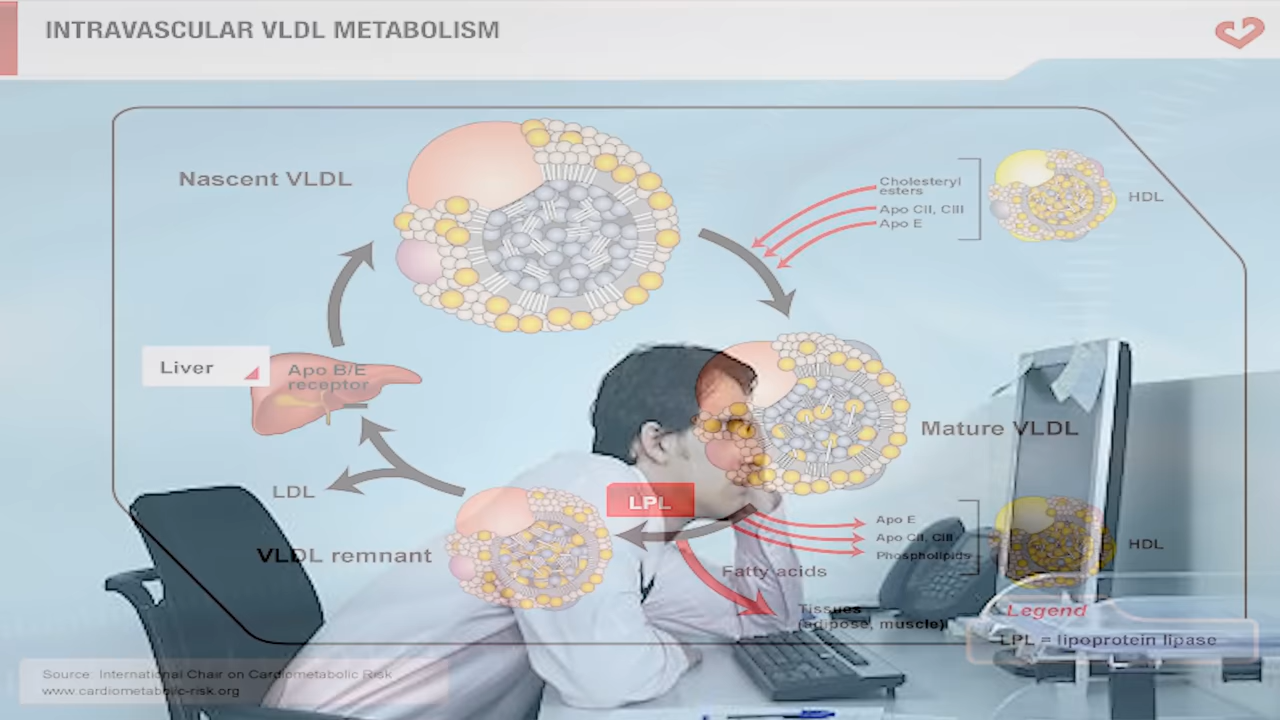 INTRAVASCULAR VLDL METABOLISM
Nascent VLDL
Cholesteryl
esters
Apo CII, CIII
Apo E
HDL
Liver
Apo B/E
receptor
Mature VLDL
LDL
LPL
VLDL remnant
Apo E
Apo CII, CIII
Phospholipids
HDL
Fatty acids
Tissues
(adipose, muscle)
Legend
LPL = lipoprotein lipase
Source: International Chair on Cardiometabolic Risk
www.cardiometabolic-risk.org